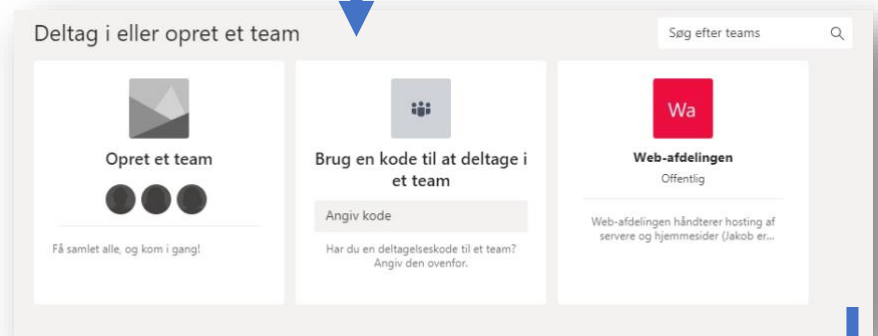 Deltag i eller opret et team
Søg efter teams
Opret et team
Få samlet alle, og kom i gang!
Brug en kode til at deltage i
et team
Angiv kode
Har du en deltagelseskode til et team?
Angiv den ovenfor.
Wa
Web-afdelingen
Offentlig
Web-afdelingen håndterer hosting af
servere og hjemmesider (Jakob er...